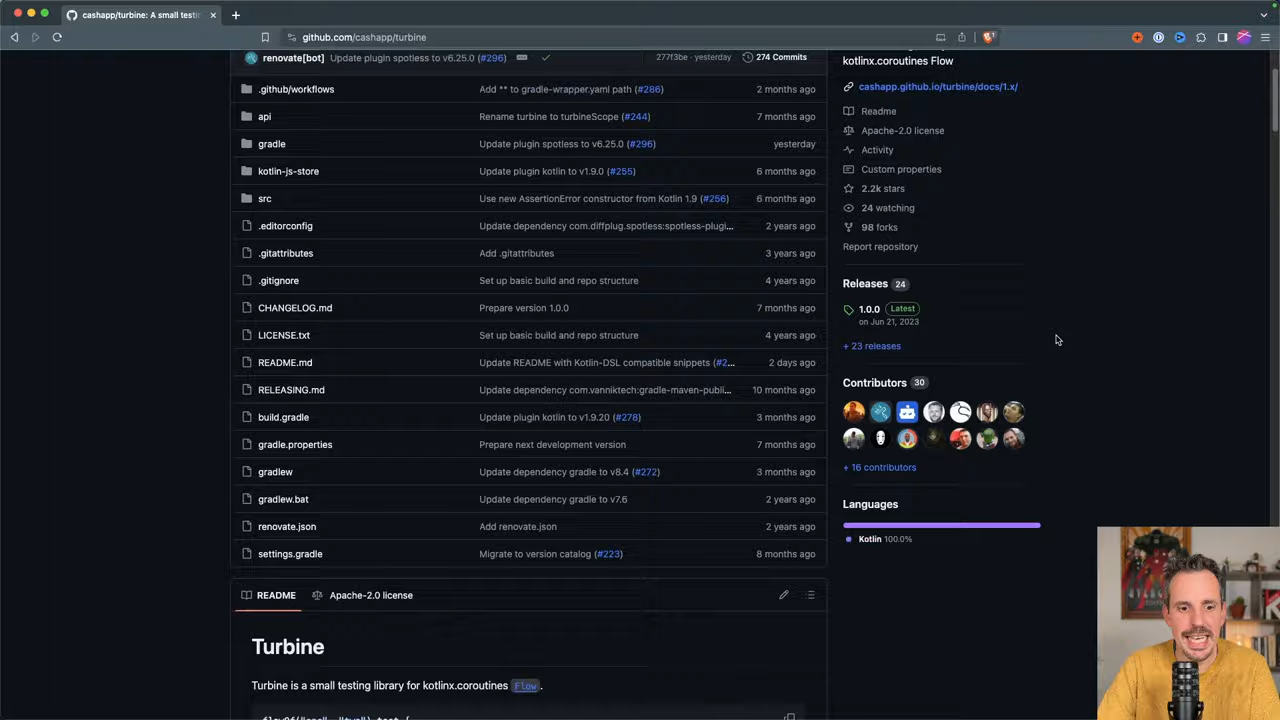 cashapp/turbine: A small testi
github.com/cashapp/turbine
renovate[bot] Update plugin spotless to v6.25.0 (#296) 277f3be · yesterday 274 Commits
.github/workflows Add ** to gradle-wrapper.yaml path (#286) 2 months ago
api Rename turbine to turbineScope (#244) 7 months ago
gradle Update plugin spotless to v6.25.0 (#296) yesterday
kotlin-js-store Update plugin kotlin to v1.9.0 (#255) 6 months ago
src Use new AssertionError constructor from Kotlin 1.9 (#256) 6 months ago
.editorconfig Update dependency com.diffplug.spotless:spotless-plugi... 2 years ago
.gitattributes Add .gitattributes 3 years ago
.gitignore Set up basic build and repo structure 4 years ago
CHANGELOG.md Prepare version 1.0.0 7 months ago
LICENSE.txt Set up basic build and repo structure 4 years ago
README.md Update README with Kotlin-DSL compatible snippets (#2... 2 days ago
RELEASING.md Update dependency com.vanniktech:gradle-maven-publi... 10 months ago
build.gradle Update plugin kotlin to v1.9.20 (#278) 3 months ago
gradle.properties Prepare next development version 7 months ago
gradlew Update dependency gradle to v8.4 (#272) 3 months ago
gradlew.bat Update dependency gradle to v7.6 2 years ago
renovate.json Add renovate.json 2 years ago
settings.gradle Migrate to version catalog (#223) 8 months ago
README Apache-2.0 license
Turbine
Turbine is a small testing library for kotlinx.coroutines Flow.
kotlinx.coroutines Flow
cashapp.github.io/turbine/docs/1.x/
Readme
Apache-2.0 license
Activity
Custom properties
2.2k stars
24 watching
98 forks
Report repository
Releases 24
1.0.0 Latest
on Jun 21, 2023
+ 23 releases
Contributors 30
+ 16 contributors
Languages
Kotlin 100.0%